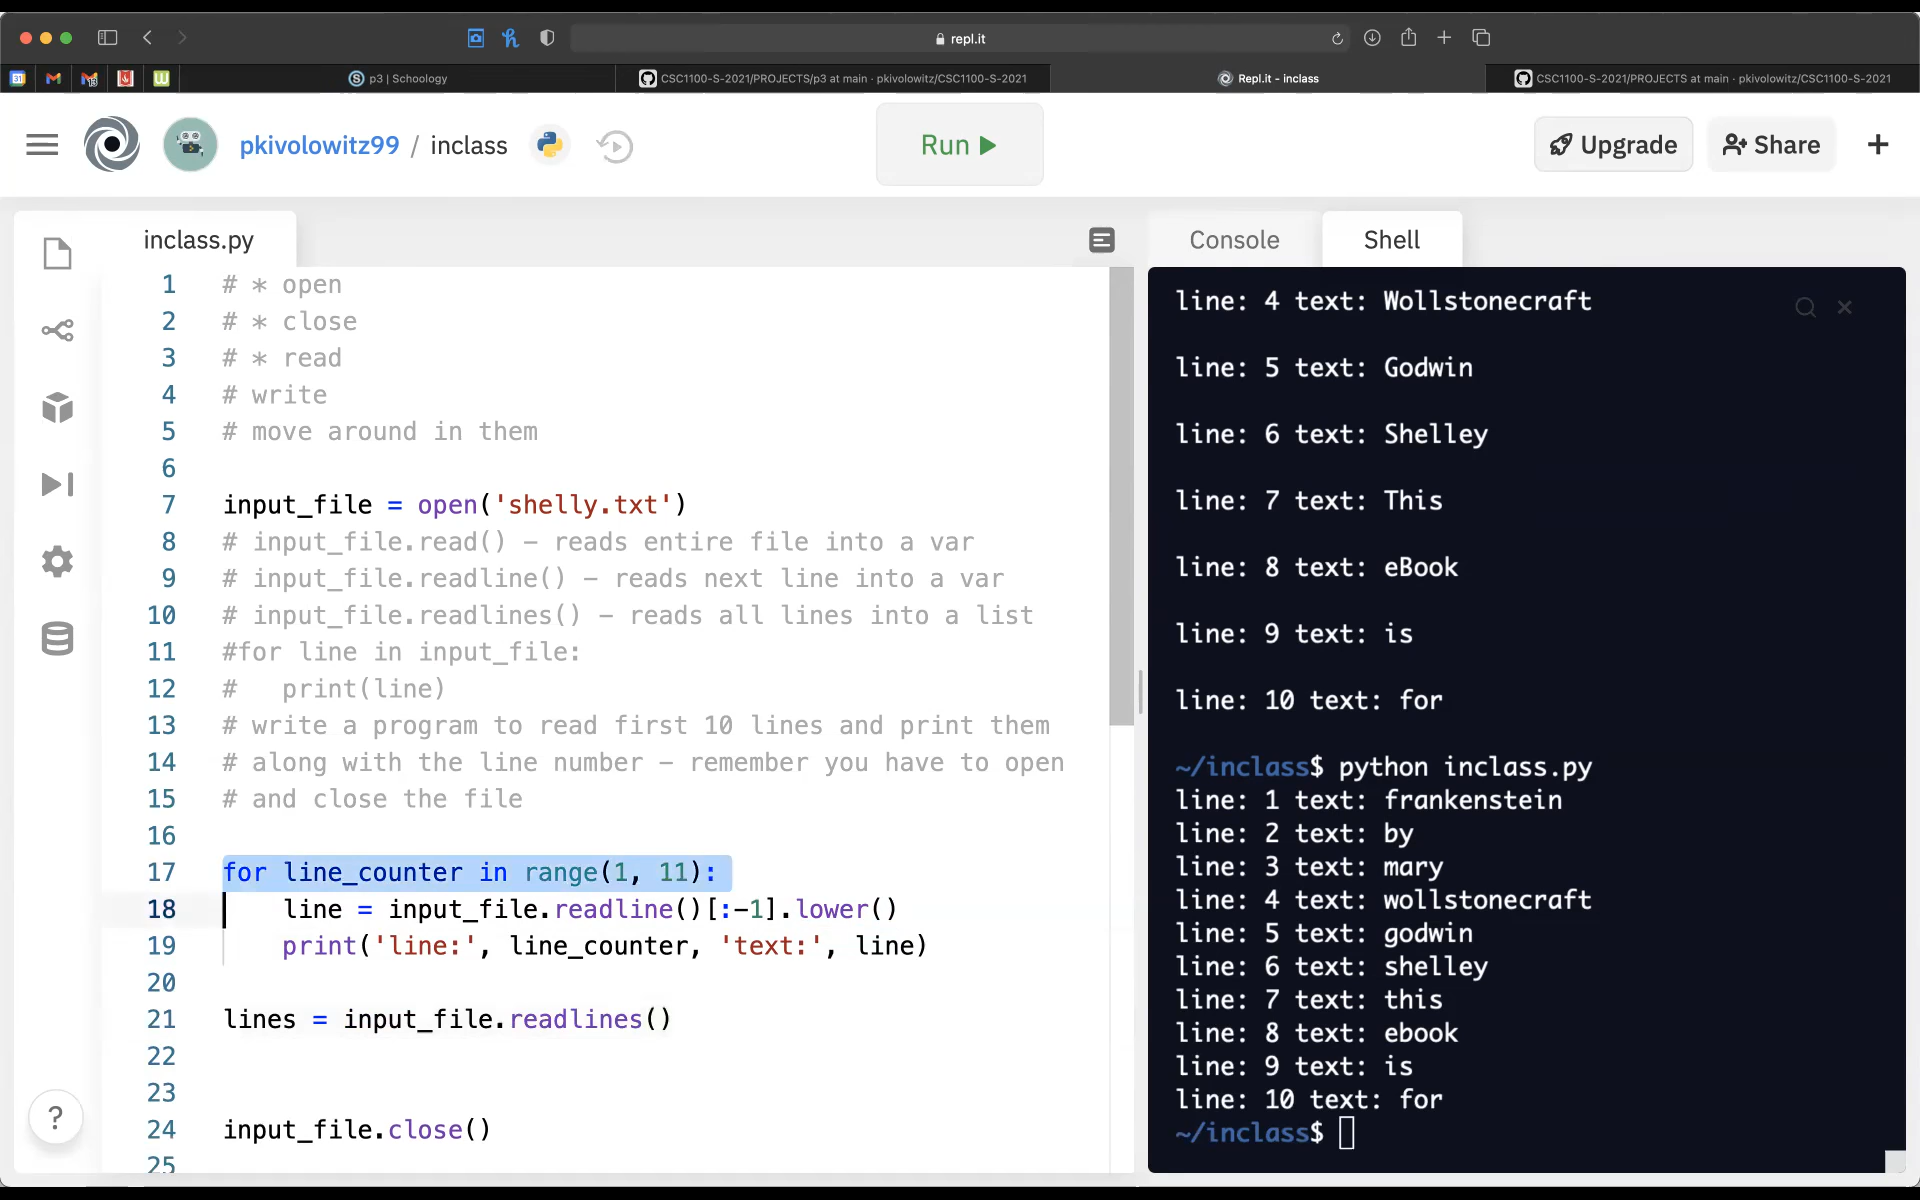 repl.it
31
p3 | Schoology
CSC1100-S-2021/PROJECTS/p3 at main · pkivolowitz/CSC1100-S-2021
Repl.it - inclass
CSC1100-S-2021/PROJECTS at main · pkivolowitz/CSC1100-S-2021
pkivolowitz99 / inclass
Run
Upgrade
Share
+
inclass.py
1 # * open
2 # * close
3 # * read
4 # write
5 # move around in them
6
7 input_file = open('shelly.txt')
8 # input_file.read() – reads entire file into a var
9 # input_file.readline() – reads next line into a var
10 # input_file.readlines() – reads all lines into a list
11 #for line in input_file:
12 #   print(line)
13 # write a program to read first 10 lines and print them
14 # along with the line number – remember you have to open
15 # and close the file
16
17 for line_counter in range(1, 11):
18     line = input_file.readline()[:-1].lower()
19     print('line:', line_counter, 'text:', line)
20
21 lines = input_file.readlines()
22
23
24 input_file.close()
25
?
Console
Shell
line: 4 text: Wollstonecraft
line: 5 text: Godwin
line: 6 text: Shelley
line: 7 text: This
line: 8 text: eBook
line: 9 text: is
line: 10 text: for
~/inclass$ python inclass.py
line: 1 text: frankenstein
line: 2 text: by
line: 3 text: mary
line: 4 text: wollstonecraft
line: 5 text: godwin
line: 6 text: shelley
line: 7 text: this
line: 8 text: ebook
line: 9 text: is
line: 10 text: for
~/inclass$